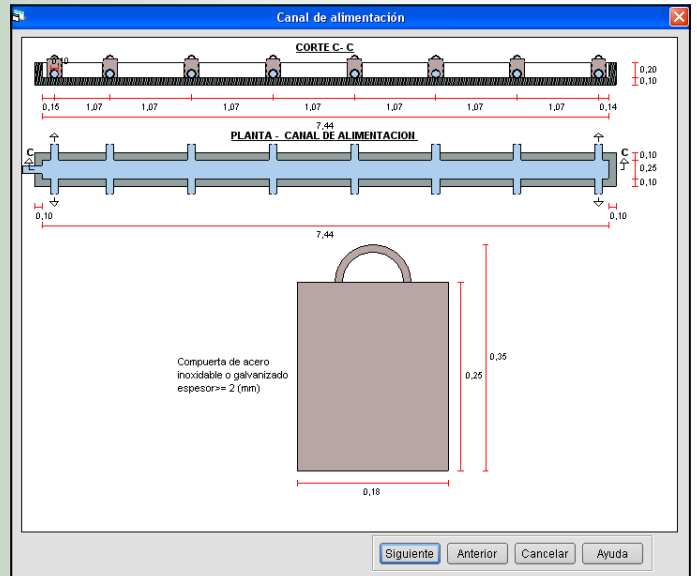 Canal de alimentación
CORTE C- C
0,10
0,20
0,10
0,15 1,07 1,07 1,07 1,07 1,07 1,07 1,07 0,14
7,44
PLANTA - CANAL DE ALIMENTACION
C C
0,10
0,25
0,10
0,10 0,10
7,44
Compuerta de acero
inoxidable o galvanizado
espesor>= 2 (mm)
0,35
0,25
0,18
Siguiente Anterior Cancelar Ayuda